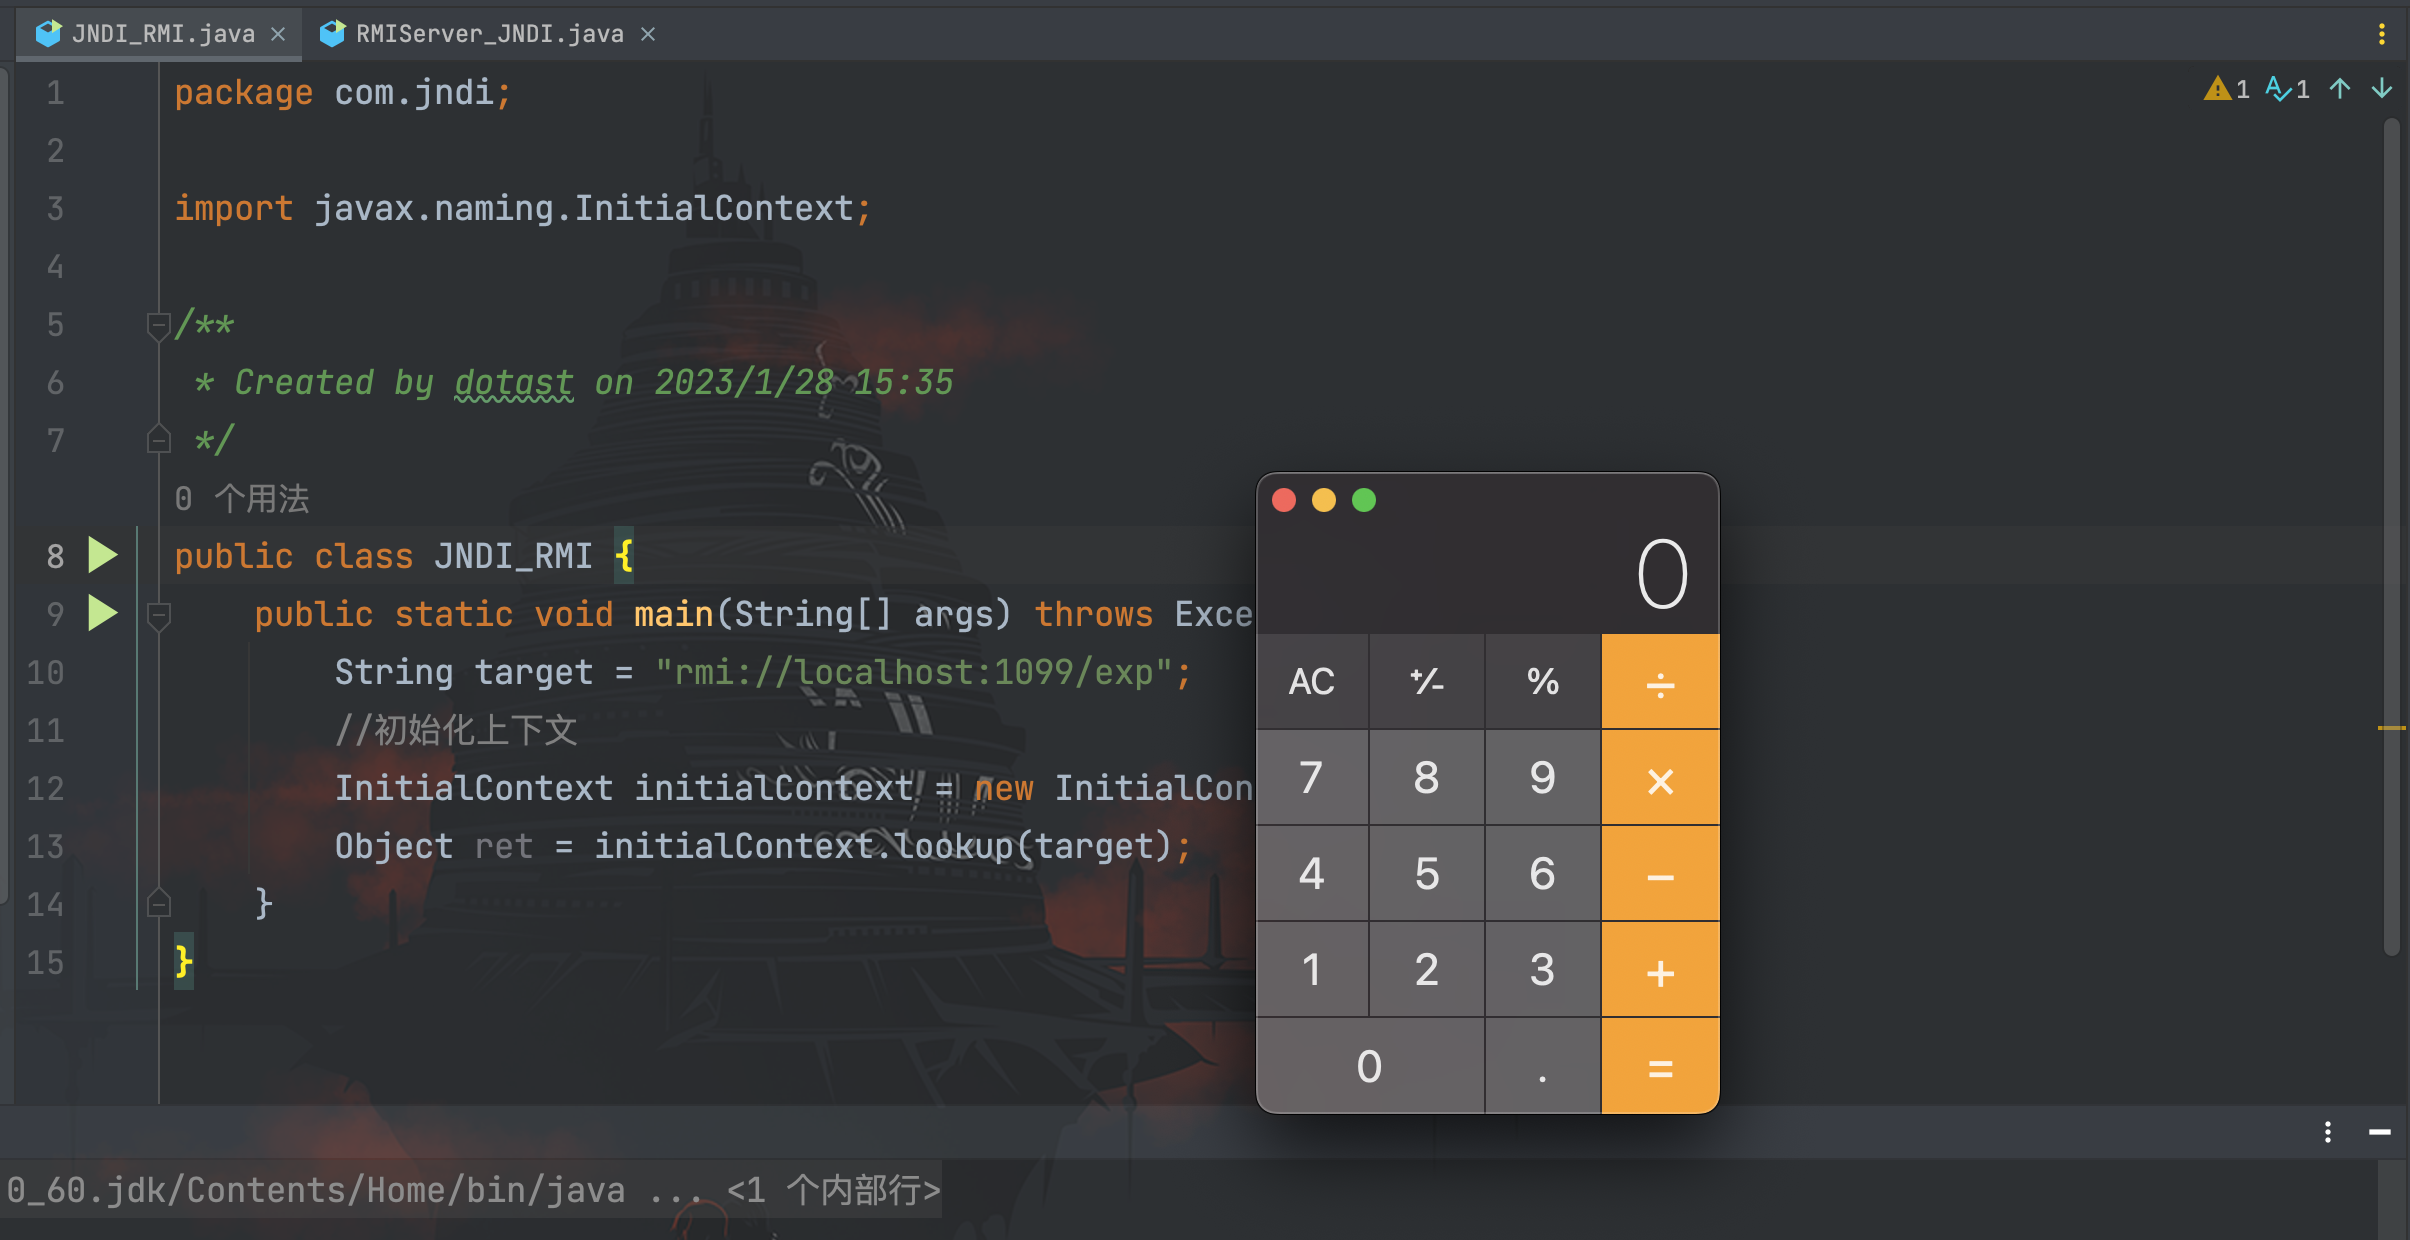 JNDI_RMI.java RMIServer_JNDI.java
1 package com.jndi; 1 1
2
3 import javax.naming.InitialContext;
4
5 /**
6 * Created by dotast on 2023/1/28 15:35
7 */
0 个用法
8 public class JNDI_RMI {
9 public static void main(String[] args) throws Exce
10 String target = "rmi://localhost:1099/exp";
11 //初始化上下文
12 InitialContext initialContext = new InitialCon
13 Object ret = initialContext.lookup(target);
14 }
15 }
0
AC ⁺∕₋ % ÷
7 8 9 ×
4 5 6 −
1 2 3 +
0 . =
0_60.jdk/Contents/Home/bin/java ... <1 个内部行>